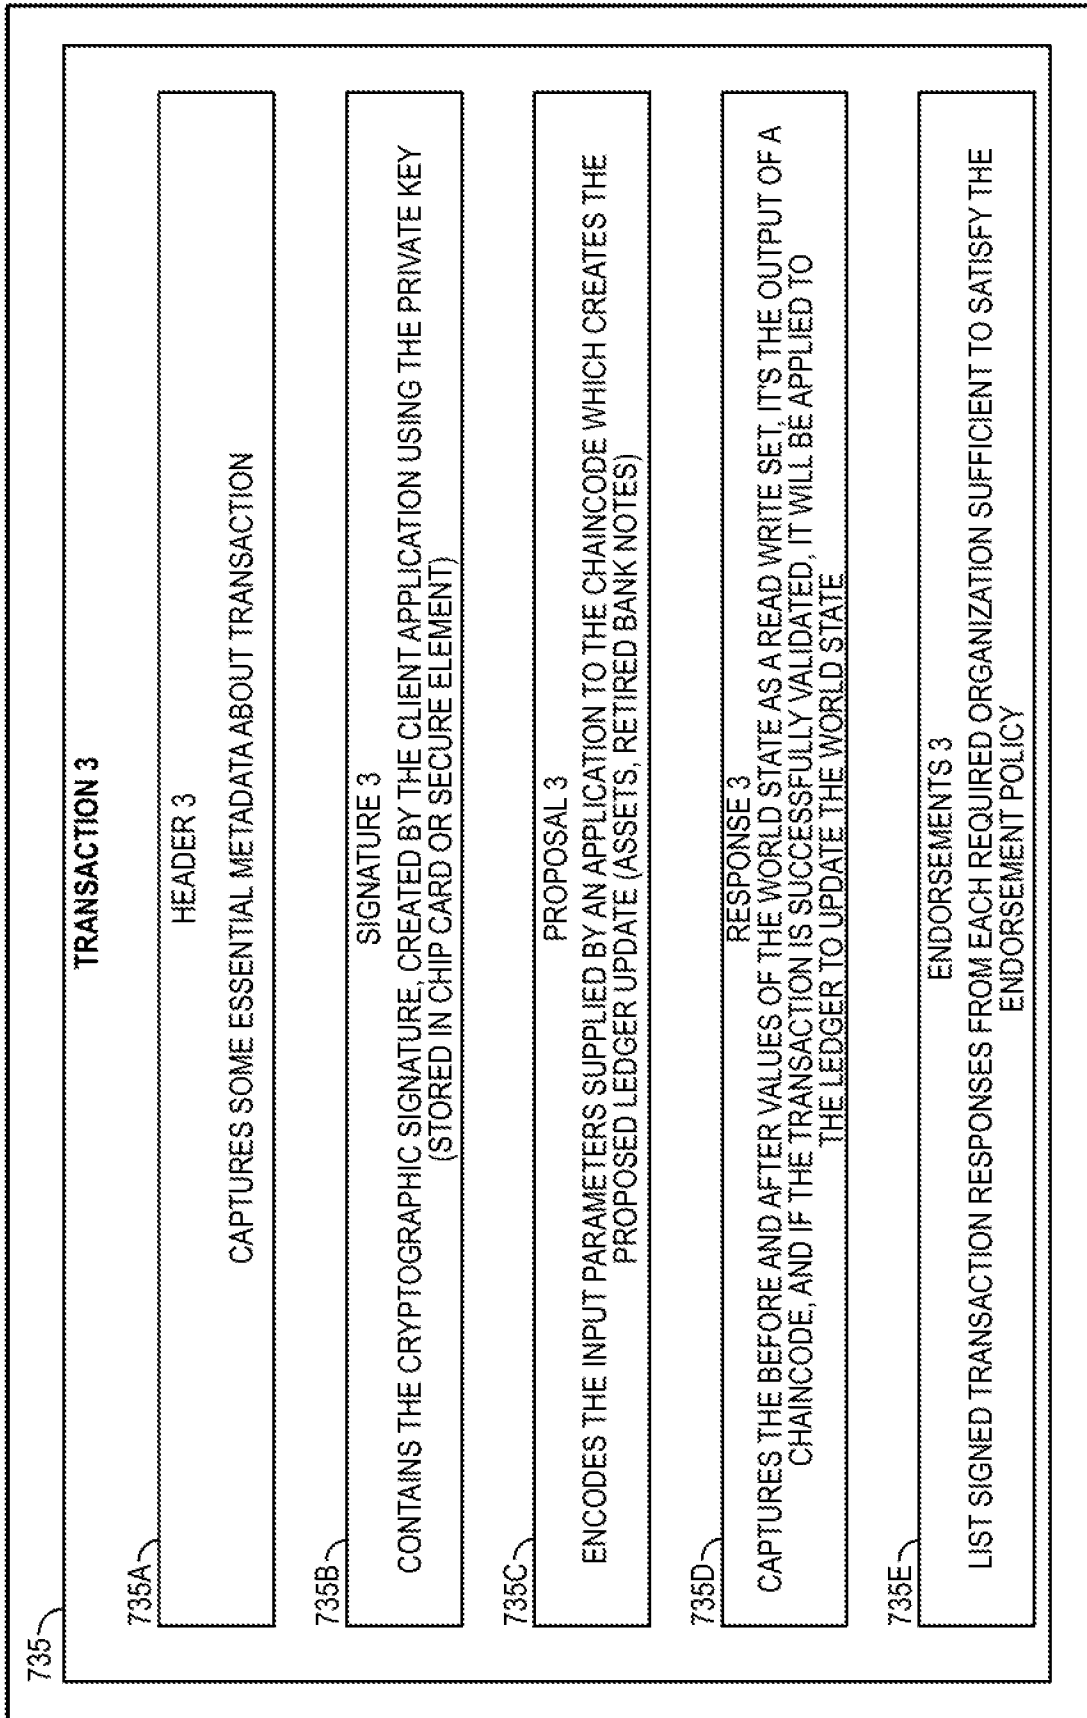 735
TRANSACTION 3
735A
HEADER 3
CAPTURES SOME ESSENTIAL METADATA ABOUT TRANSACTION
735B
SIGNATURE 3
CONTAINS THE CRYPTOGRAPHIC SIGNATURE, CREATED BY THE CLIENT APPLICATION USING THE PRIVATE KEY
(STORED IN CHIP CARD OR SECURE ELEMENT)
735C
PROPOSAL 3
ENCODES THE INPUT PARAMETERS SUPPLIED BY AN APPLICATION TO THE CHAINCODE WHICH CREATES THE
PROPOSED LEDGER UPDATE (ASSETS, RETIRED BANK NOTES)
735D
RESPONSE 3
CAPTURES THE BEFORE AND AFTER VALUES OF THE WORLD STATE AS A READ WRITE SET, IT'S THE OUTPUT OF A
CHAINCODE, AND IF THE TRANSACTION IS SUCCESSFULLY VALIDATED, IT WILL BE APPLIED TO
THE LEDGER TO UPDATE THE WORLD STATE
735E
ENDORSEMENTS 3
LIST SIGNED TRANSACTION RESPONSES FROM EACH REQUIRED ORGANIZATION SUFFICIENT TO SATISFY THE
ENDORSEMENT POLICY